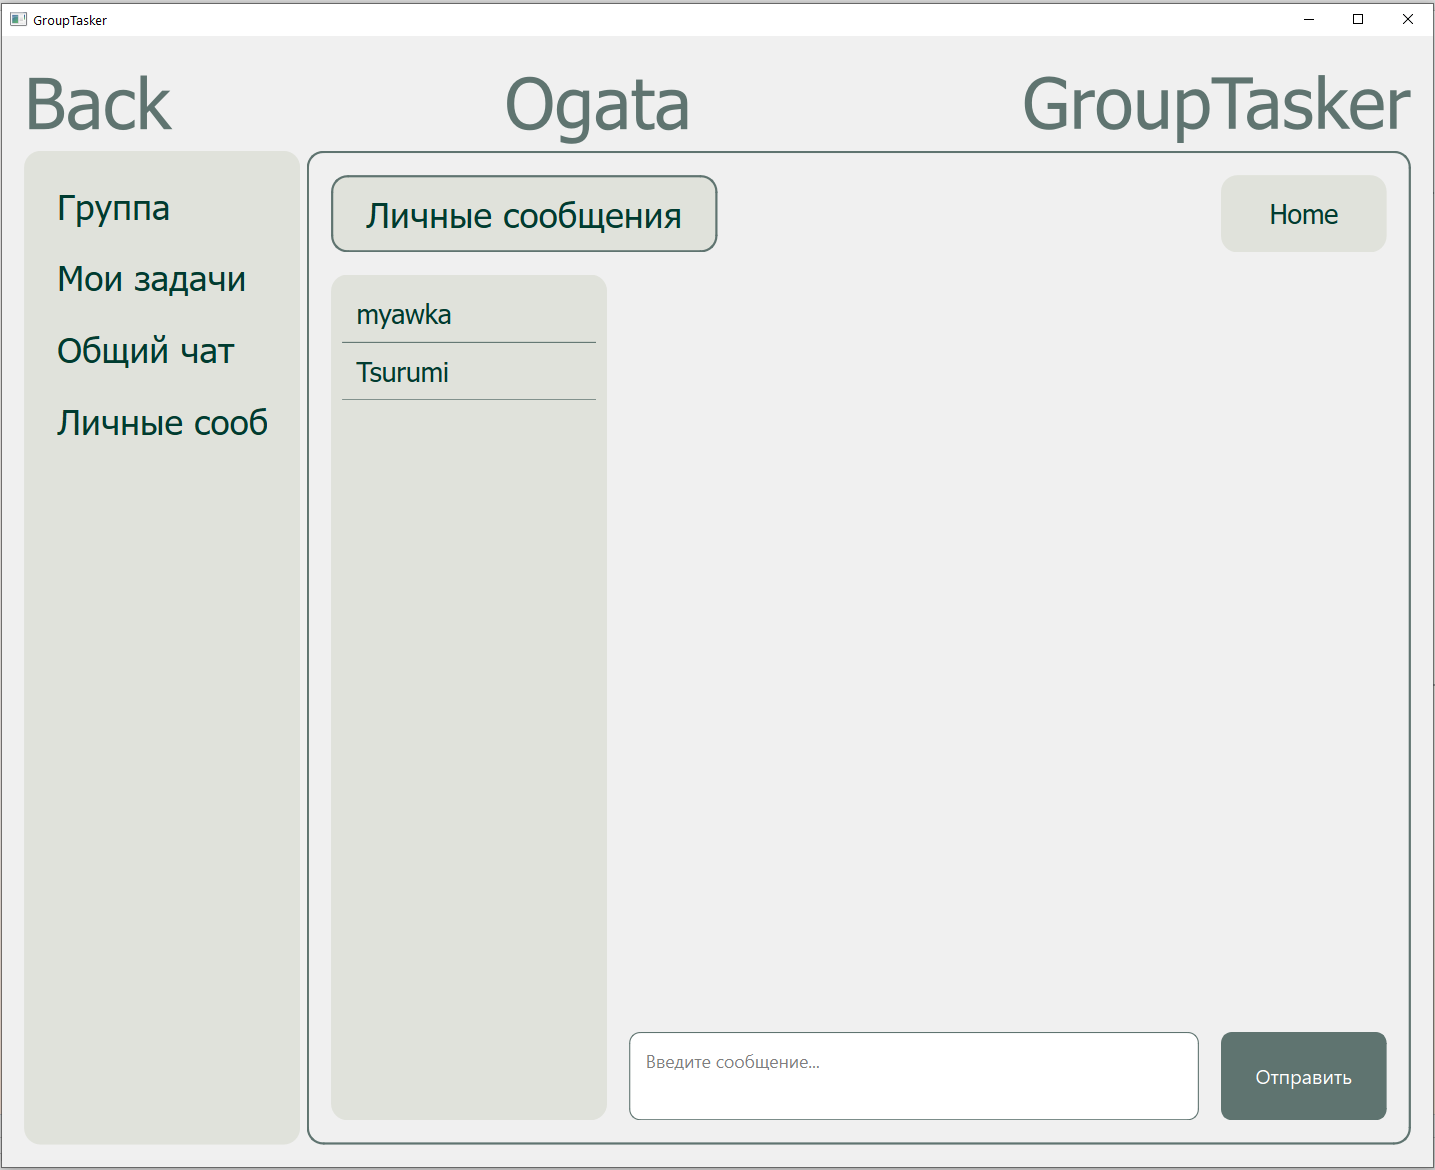 GroupTasker
Back
Ogata
GroupTasker
Группа
Мои задачи
Общий чат
Личные сооб
Личные сообщения
Home
myawka
Tsurumi
Введите сообщение...
Отправить